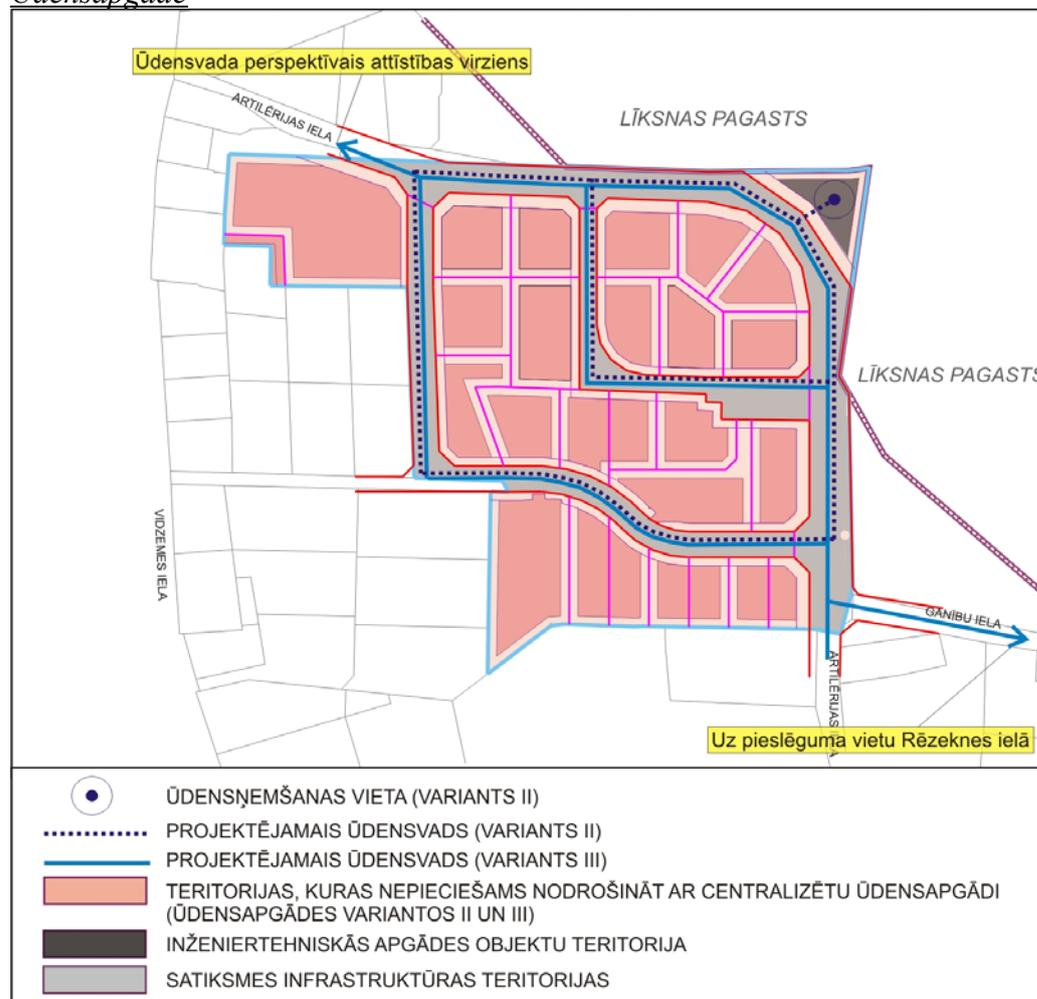 Ūdensapgāde
Ūdensvada perspektīvais attīstības virziens
ARTILĒRIJAS IELA
LĪKSNAS PAGASTS
LĪKSNAS PAGASTS
VIDZEMES IELA
GANĪBU IELA
ARTILĒRIJAS IELA
Uz pieslēguma vietu Rēzeknes ielā
ŪDENSŅEMŠANAS VIETA (VARIANTS II)
PROJEKTĒJAMAIS ŪDENSVADS (VARIANTS II)
PROJEKTĒJAMAIS ŪDENSVADS (VARIANTS III)
TERITORIJAS, KURAS NEPIECIEŠAMS NODROŠINĀT AR CENTRALIZĒTU ŪDENSAPGĀDI
(ŪDENSAPGĀDES VARIANTOS II UN III)
INŽENIERTEHNISKĀS APGĀDES OBJEKTU TERITORIJA
SATIKSMES INFRASTRUKTŪRAS TERITORIJAS